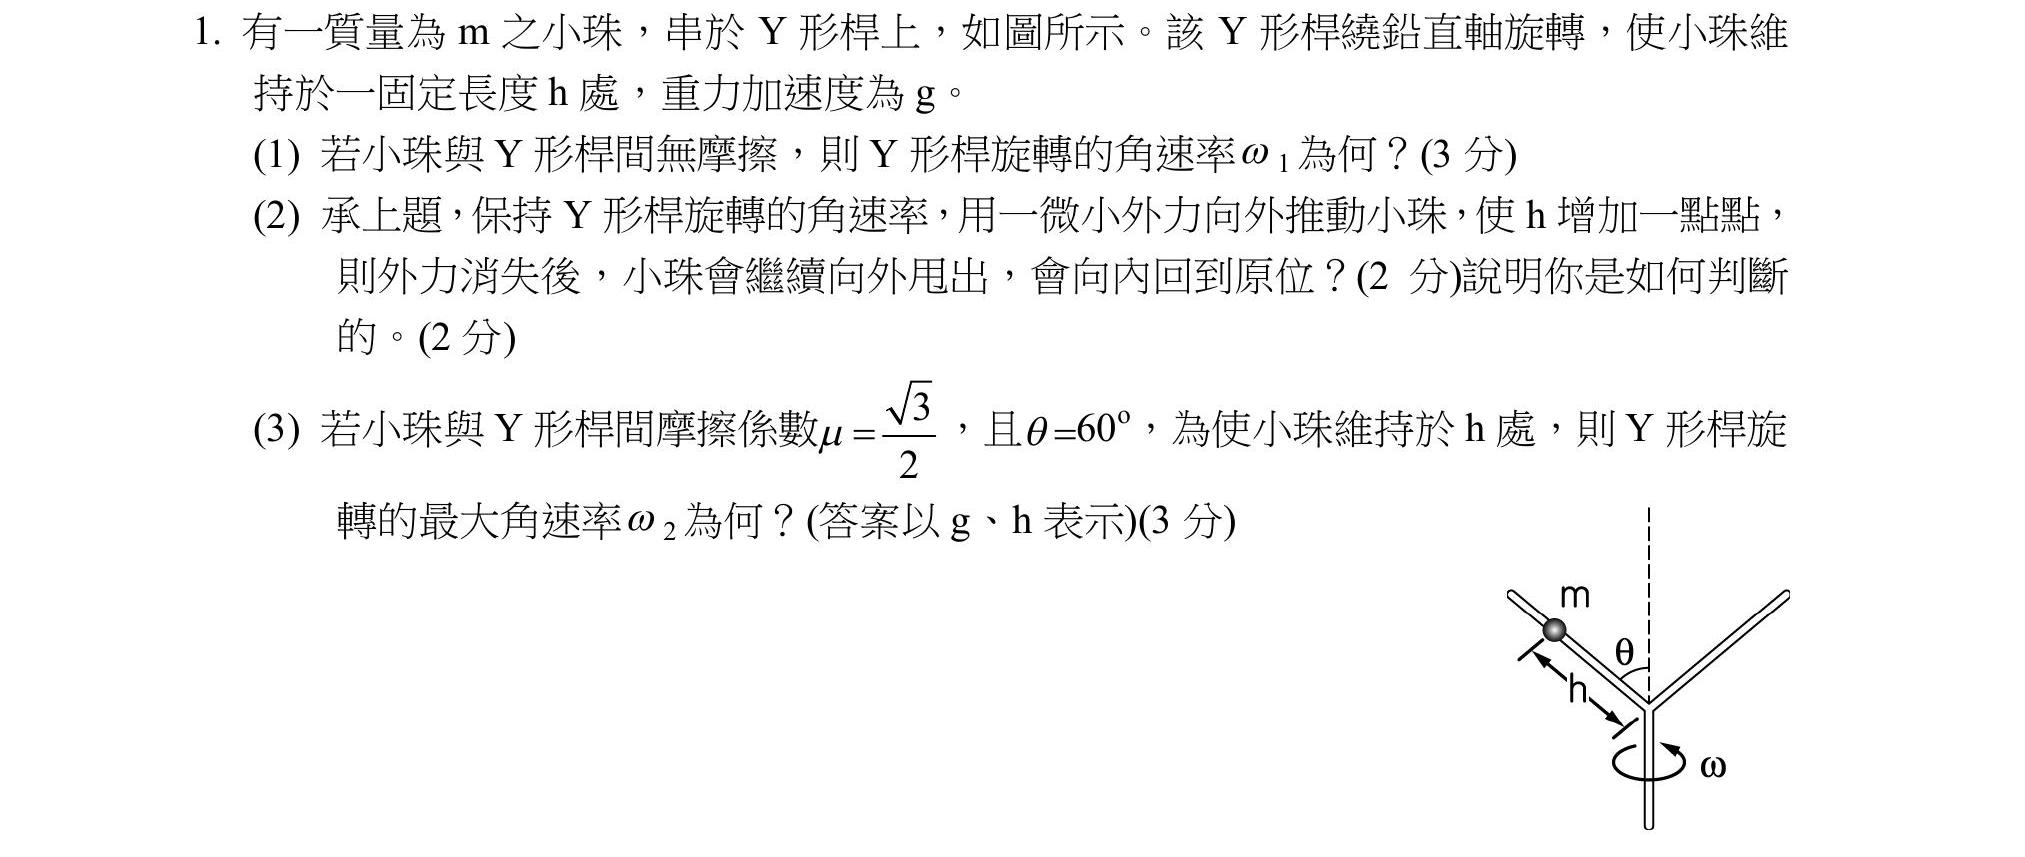 1. 有一質量為 m 之小珠，串於 Y 形桿上，如圖所示。該 Y 形桿繞鉛直軸旋轉，使小珠維
持於一固定長度 h 處，重力加速度為 g。
(1) 若小珠與 Y 形桿間無摩擦，則 Y 形桿旋轉的角速率ω₁為何？(3 分)
(2) 承上題，保持 Y 形桿旋轉的角速率，用一微小外力向外推動小珠，使 h 增加一點點，
則外力消失後，小珠會繼續向外甩出，會向內回到原位？(2 分)說明你是如何判斷
的。(2 分)
(3) 若小珠與 Y 形桿間摩擦係數μ=√3/2，且θ=60°，為使小珠維持於 h 處，則 Y 形桿旋
轉的最大角速率ω₂為何？(答案以 g、h 表示)(3 分)
m
θ
h
ω